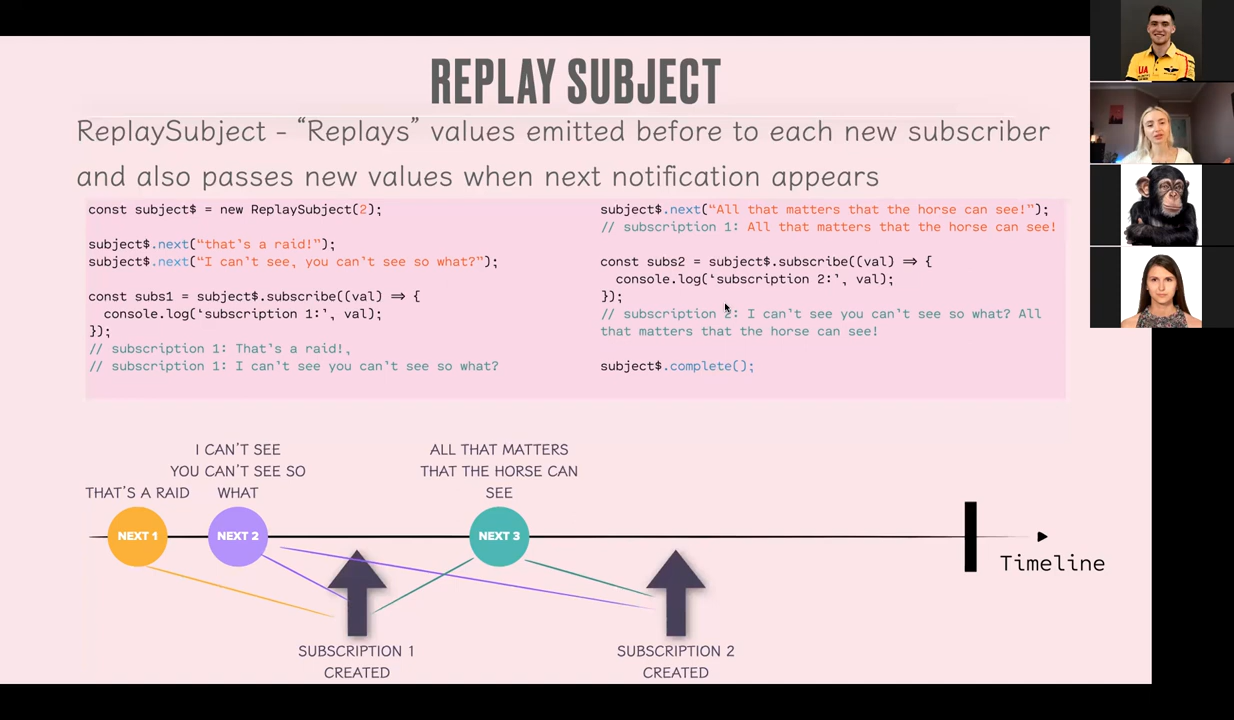 REPLAY SUBJECT
ReplaySubject - “Replays” values emitted before to each new subscriber
and also passes new values when next notification appears
const subject$ = new ReplaySubject(2);
subject$.next(“that’s a raid!”);
subject$.next(“I can’t see, you can’t see so what?”);
const subs1 = subject$.subscribe((val) => {
console.log(‘subscription 1:’, val);
});
// subscription 1: That’s a raid!,
// subscription 1: I can’t see you can’t see so what?
subject$.next(“All that matters that the horse can see!”);
// subscription 1: All that matters that the horse can see!
const subs2 = subject$.subscribe((val) => {
console.log(‘subscription 2:’, val);
});
// subscription 2: I can’t see you can’t see so what? All
that matters that the horse can see!
subject$.complete();
THAT’S A RAID
I CAN’T SEE
YOU CAN’T SEE SO
WHAT
ALL THAT MATTERS
THAT THE HORSE CAN
SEE
NEXT 1
NEXT 2
NEXT 3
Timeline
SUBSCRIPTION 1
CREATED
SUBSCRIPTION 2
CREATED
UA